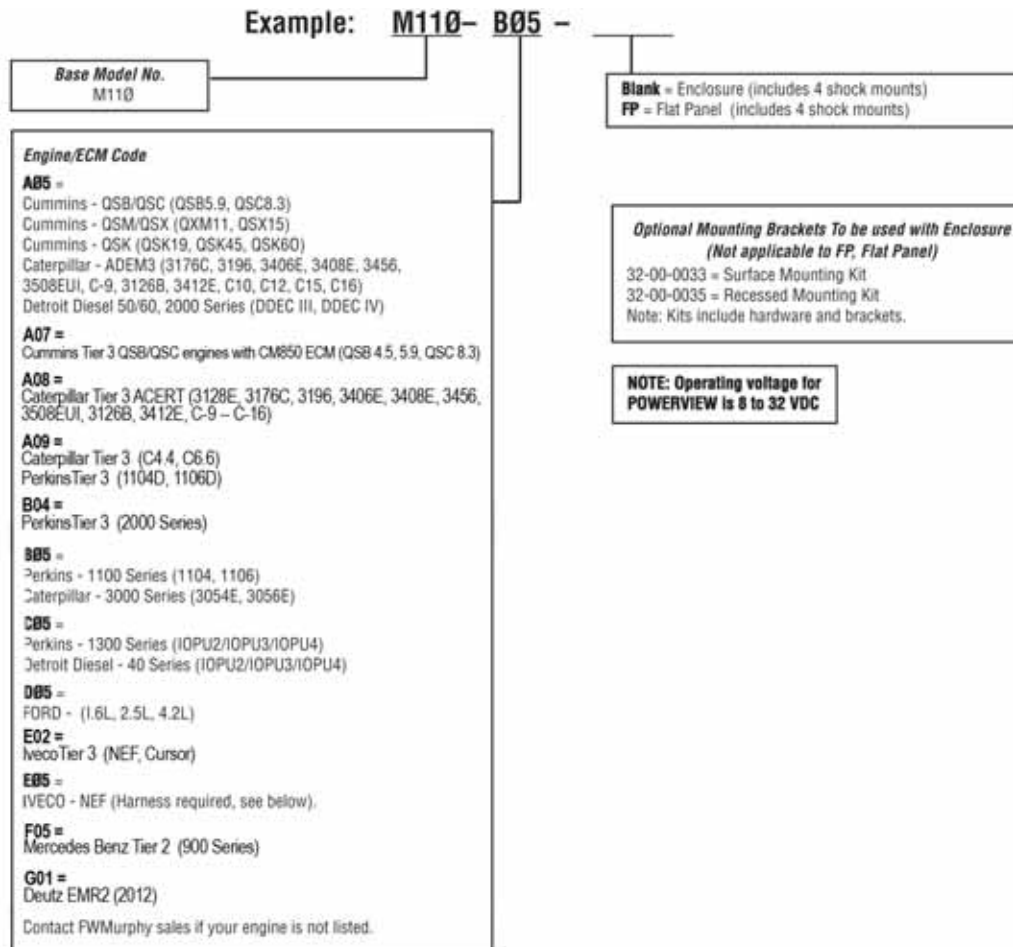 Example: M11Ø– BØ5 –
Base Model No.
M11Ø
Blank = Enclosure (includes 4 shock mounts)
FP = Flat Panel (includes 4 shock mounts)
Engine/ECM Code
AØ5 =
Cummins - QSB/QSC (QSB5.9, QSC8.3)
Cummins - QSM/QSX (QXM11, QSX15)
Cummins - QSK (QSK19, QSK45, QSK60)
Caterpillar - ADEM3 (3176C, 3196, 3406E, 3408E, 3456,
3508EUI, C-9, 3126B, 3412E, C10, C12, C15, C16)
Detroit Diesel 50/60, 2000 Series (DDEC III, DDEC IV)
A07 =
Cummins Tier 3 QSB/QSC engines with CM850 ECM (QSB 4.5, 5.9, QSC 8.3)
A08 =
Caterpillar Tier 3 ACERT (3128E, 3176C, 3196, 3406E, 3408E, 3456,
3508EUI, 3126B, 3412E, C-9 – C-16)
A09 =
Caterpillar Tier 3 (C4.4, C6.6)
PerkinsTier 3 (1104D, 1106D)
B04 =
PerkinsTier 3 (2000 Series)
BØ5 =
Perkins - 1100 Series (1104, 1106)
Caterpillar - 3000 Series (3054E, 3056E)
CØ5 =
Perkins - 1300 Series (IOPU2/IOPU3/IOPU4)
Detroit Diesel - 40 Series (IOPU2/IOPU3/IOPU4)
DØ5 =
FORD - (1.6L, 2.5L, 4.2L)
E02 =
IvecoTier 3 (NEF, Cursor)
EØ5 =
IVECO - NEF (Harness required, see below).
F05 =
Mercedes Benz Tier 2 (900 Series)
G01 =
Deutz EMR2 (2012)
Contact FWMurphy sales if your engine is not listed.
Optional Mounting Brackets To be used with Enclosure
(Not applicable to FP, Flat Panel)
32-00-0033 = Surface Mounting Kit
32-00-0035 = Recessed Mounting Kit
Note: Kits include hardware and brackets.
NOTE: Operating voltage for
POWERVIEW is 8 to 32 VDC